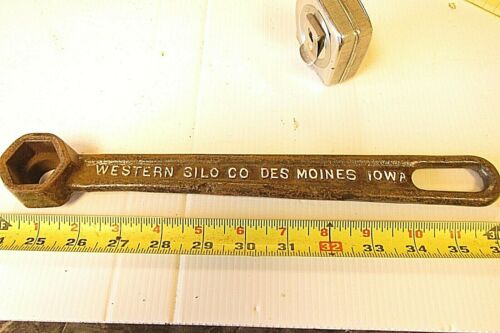 WESTERN SILO CO DES MOINES IOWA
F 1 2 3 4 5 6 7 8 9 10 11
25 26 27 28 29 30 31 32 33 34 35